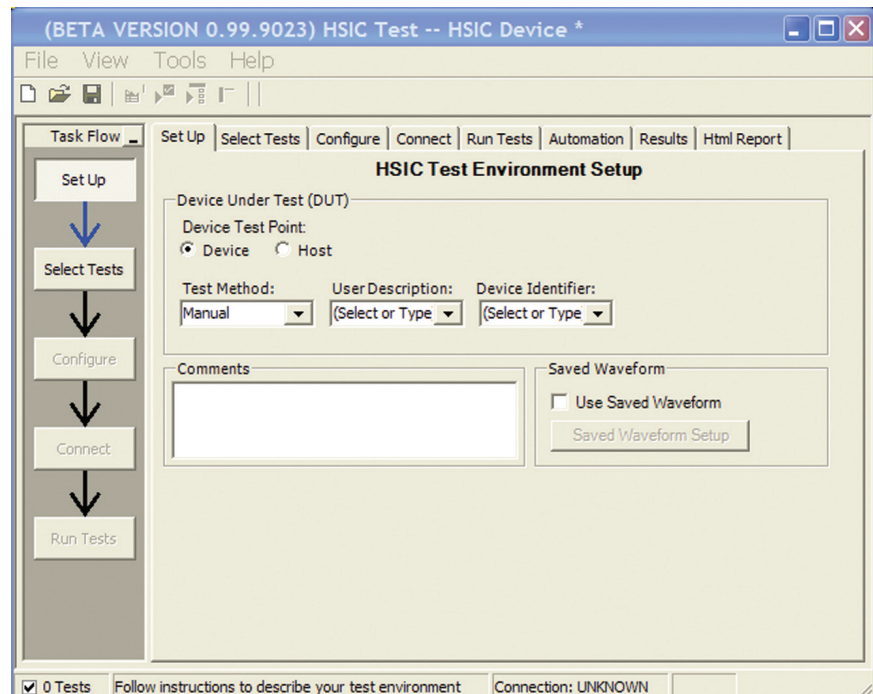 (BETA VERSION 0.99.9023) HSIC Test -- HSIC Device *
File View Tools Help
Task Flow
Set Up
Select Tests
Configure
Connect
Run Tests
Set Up Select Tests Configure Connect Run Tests Automation Results Html Report
HSIC Test Environment Setup
Device Under Test (DUT)
Device Test Point:
Device Host
Test Method: User Description: Device Identifier:
Manual (Select or Type (Select or Type
Comments
Saved Waveform
Use Saved Waveform
Saved Waveform Setup
0 Tests Follow instructions to describe your test environment Connection: UNKNOWN